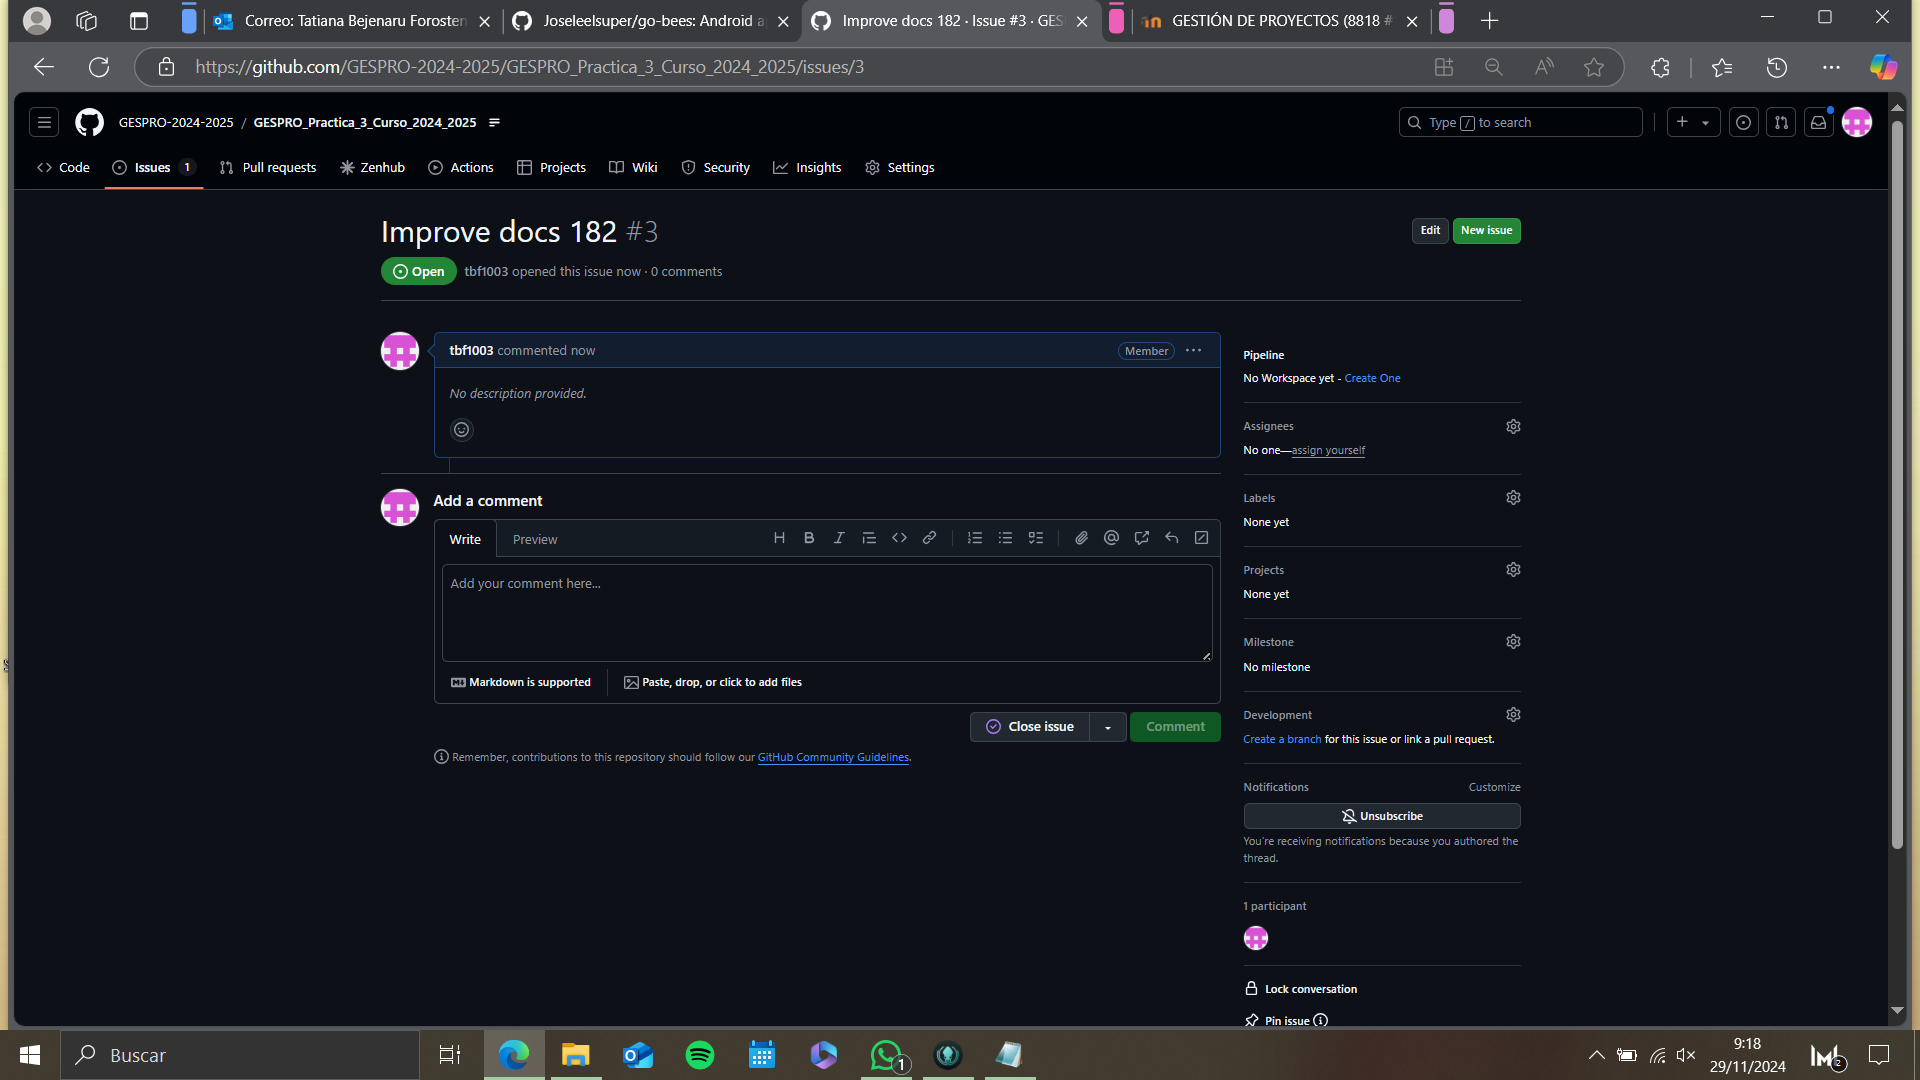 Correo: Tatiana Bejenaru Forosten
Joseleelsuper/go-bees: Android a
Improve docs 182 · Issue #3 · GES
GESTIÓN DE PROYECTOS (8818 #
https://github.com/GESPRO-2024-2025/GESPRO_Practica_3_Curso_2024_2025/issues/3
GESPRO-2024-2025 / GESPRO_Practica_3_Curso_2024_2025
Type / to search
Code
Issues 1
Pull requests
Zenhub
Actions
Projects
Wiki
Security
Insights
Settings
Improve docs 182 #3
Edit
New issue
Open
tbf1003 opened this issue now · 0 comments
tbf1003 commented now
Member
No description provided.
Add a comment
Write
Preview
Add your comment here...
Markdown is supported
Paste, drop, or click to add files
Close issue
Comment
Remember, contributions to this repository should follow our GitHub Community Guidelines.
Pipeline
No Workspace yet - Create One
Assignees
No one—assign yourself
Labels
None yet
Projects
None yet
Milestone
No milestone
Development
Create a branch for this issue or link a pull request.
Notifications
Customize
Unsubscribe
You're receiving notifications because you authored the
thread.
1 participant
Lock conversation
Pin issue
Buscar
1
9:18
29/11/2024
2